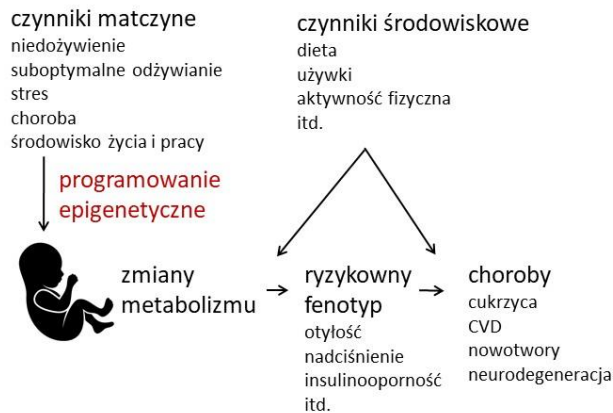 czynniki matczyne
niedożywienie
suboptymalne odżywianie
stres
choroba
środowisko życia i pracy
czynniki środowiskowe
dieta
używki
aktywność fizyczna
itd.
programowanie
epigenetyczne
zmiany
metabolizmu
ryzykowny
fenotyp
otyłość
nadciśnienie
insulinooporność
itd.
choroby
cukrzyca
CVD
nowotwory
neurodegeneracja